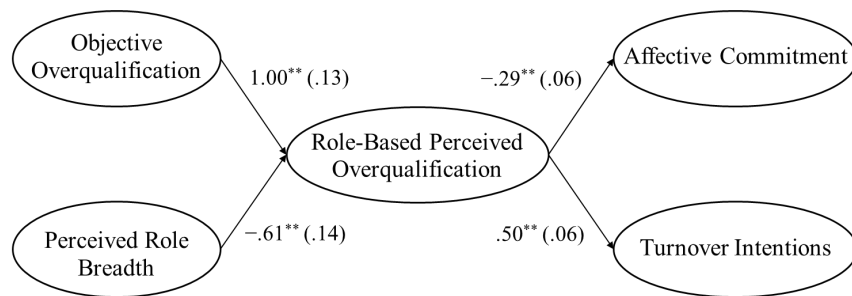 Objective
Overqualification
1.00** (.13)
Perceived Role
Breadth
−.61** (.14)
Role-Based Perceived
Overqualification
−.29** (.06)
Affective Commitment
.50** (.06)
Turnover Intentions